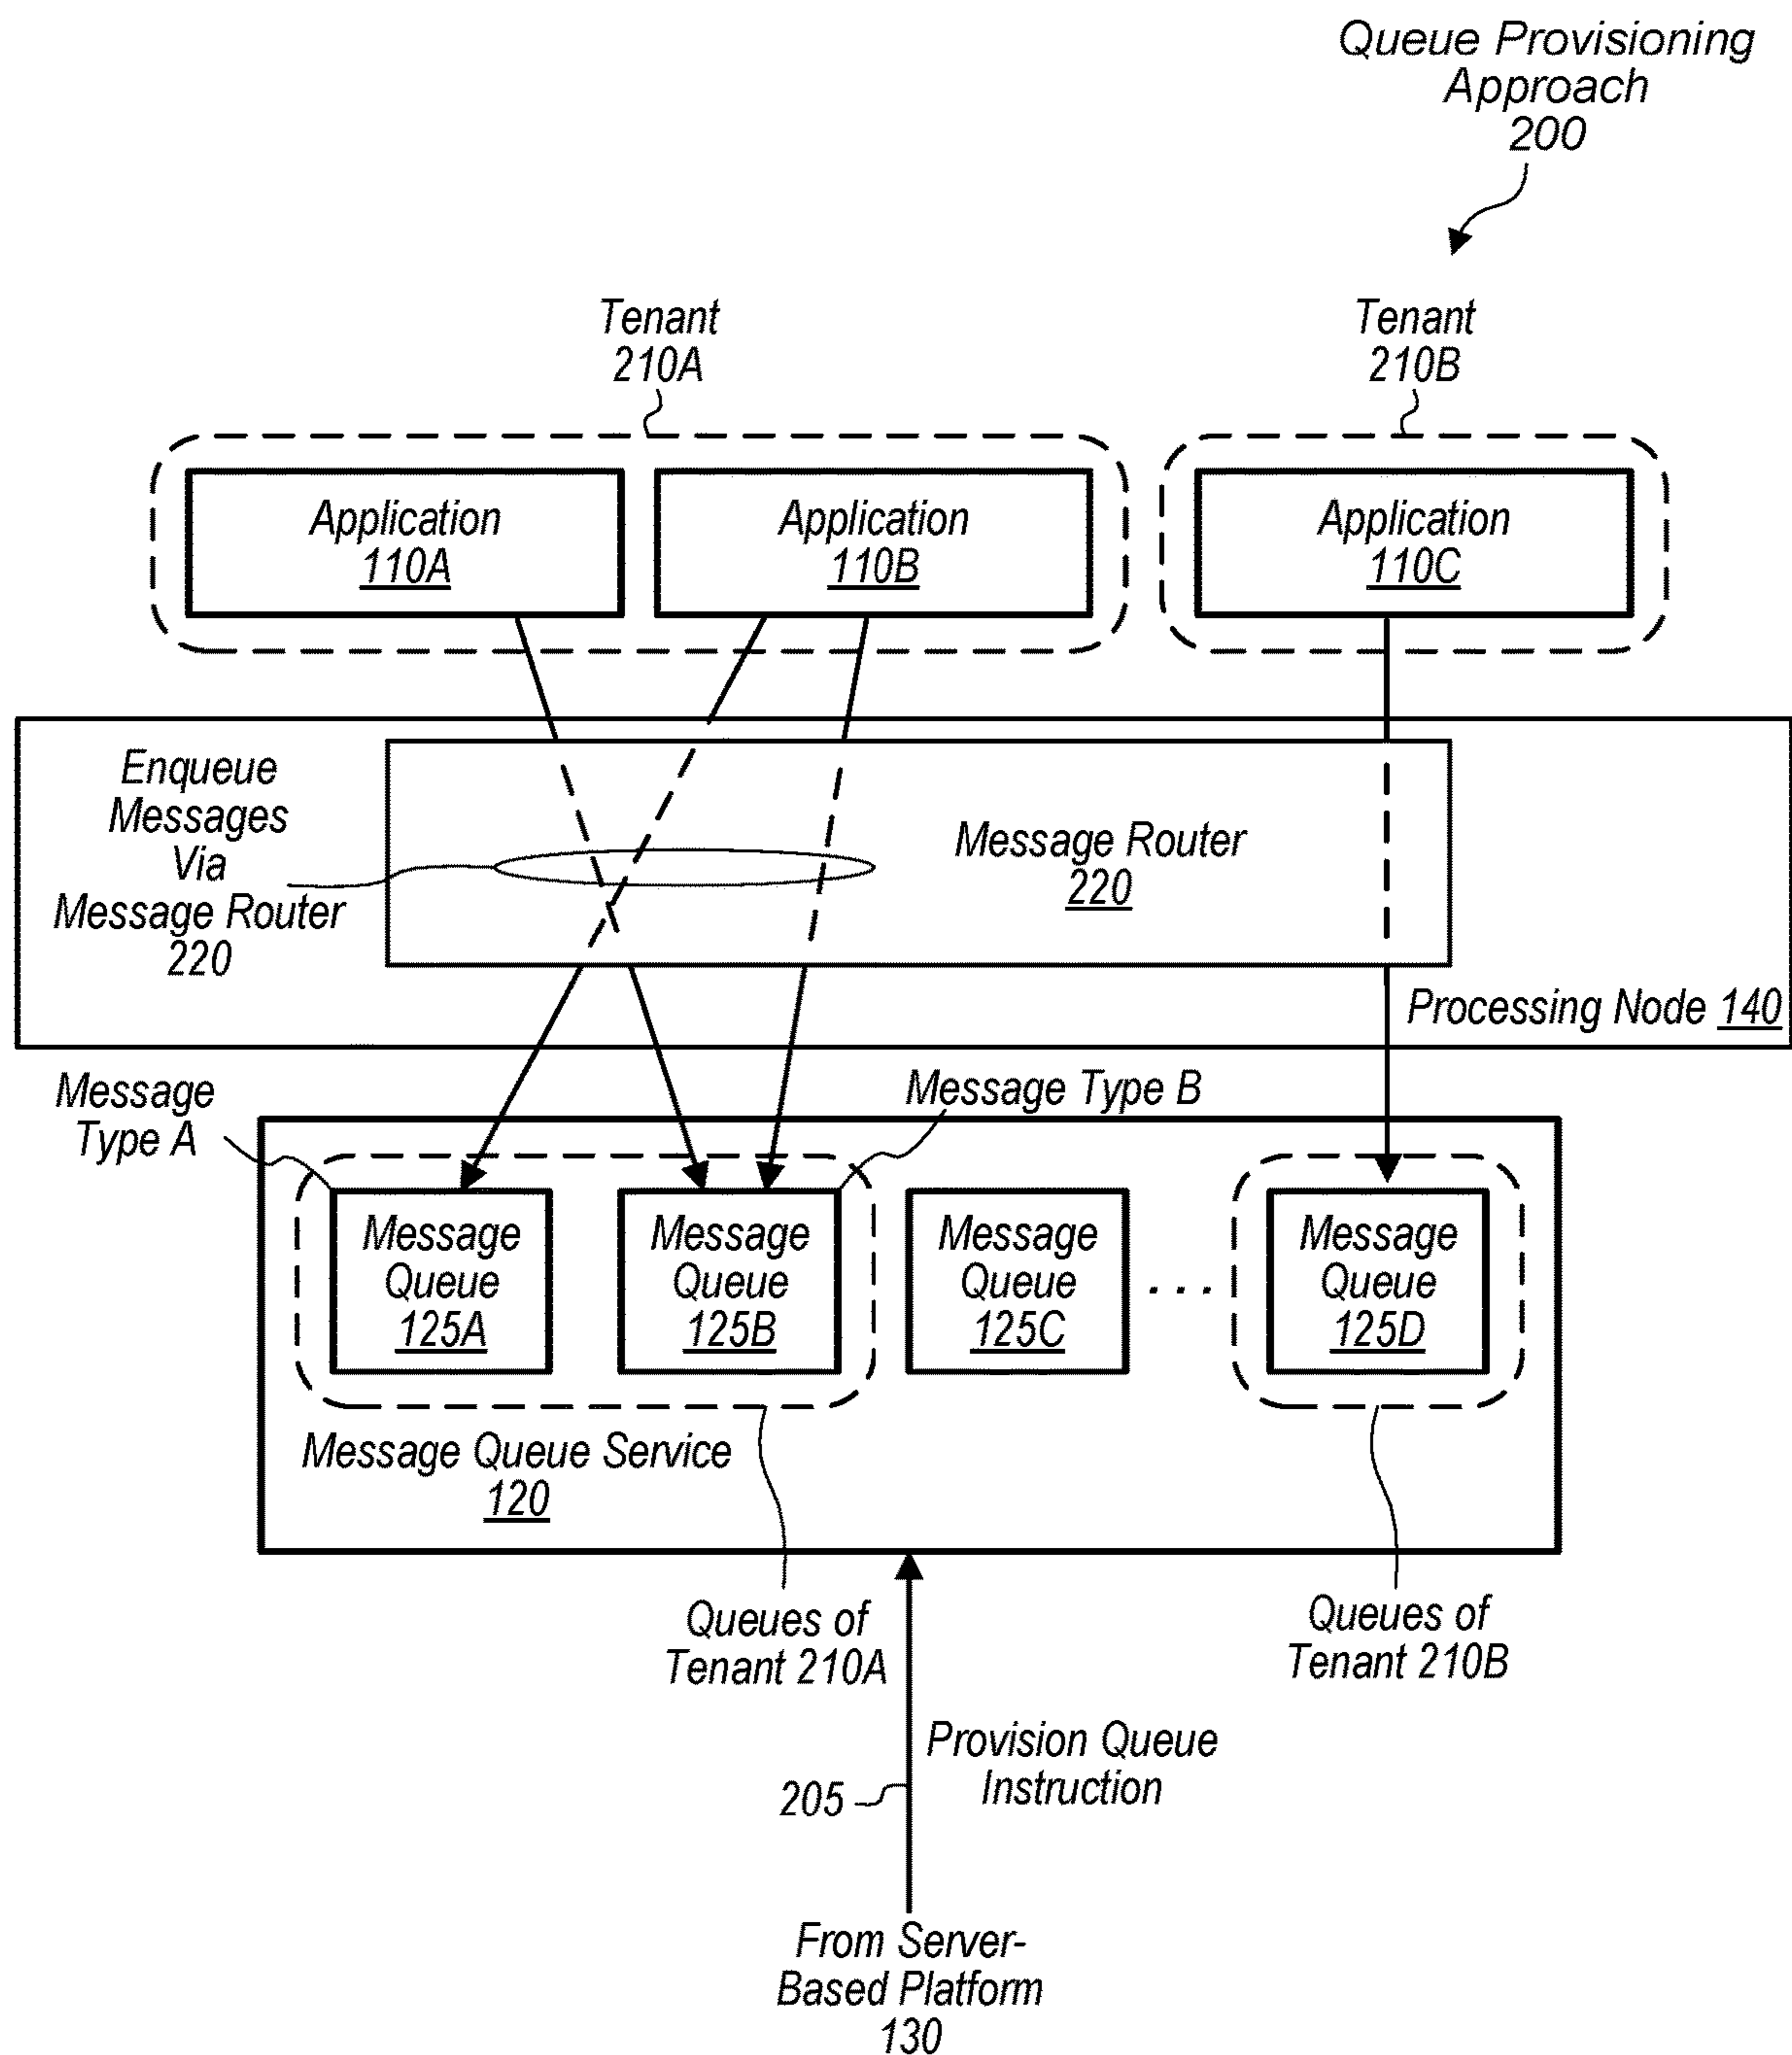 Queue Provisioning
Approach
200
Tenant
210A
Tenant
210B
Application
110A
Application
110B
Application
110C
Enqueue
Messages
Via
Message Router
220
Message Router
220
Processing Node 140
Message
Type A
Message Type B
Message
Queue
125A
Message
Queue
125B
Message
Queue
125C
...
Message
Queue
125D
Message Queue Service
120
Queues of
Tenant 210A
Queues of
Tenant 210B
Provision Queue
Instruction
205
From Server-
Based Platform
130